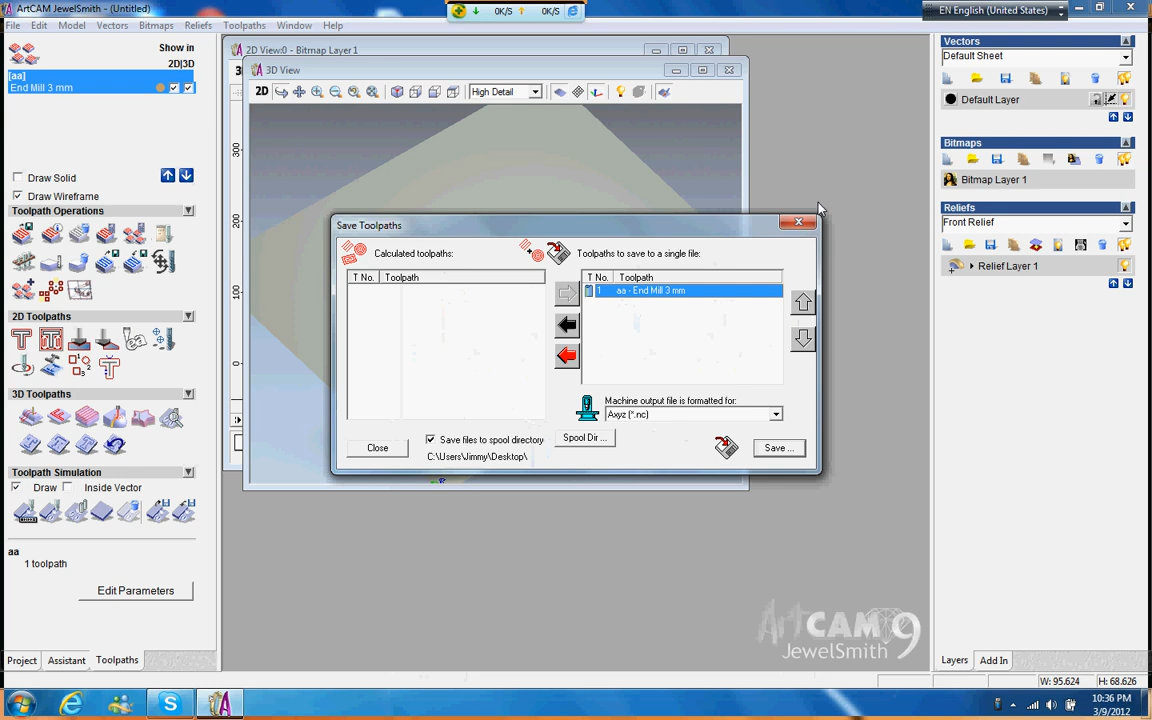 ArtCAM JewelSmith - (Untitled)
0K/S 0K/S
EN English (United States)
File Edit Model Vectors Bitmaps Reliefs Toolpaths Window Help
Show in
2D|3D
[aa]
End Mill 3 mm
Draw Solid
Draw Wireframe
Toolpath Operations
2D Toolpaths
3D Toolpaths
Toolpath Simulation
Draw Inside Vector
aa
1 toolpath
Edit Parameters
Project Assistant Toolpaths
2D View:0 - Bitmap Layer 1
3D View
2D High Detail
300
200
100
0
Save Toolpaths
Calculated toolpaths:
T No. Toolpath
Toolpaths to save to a single file:
T No. Toolpath
1 aa - End Mill 3 mm
Machine output file is formatted for:
Axyz (*.nc)
Save files to spool directory
Spool Dir ...
C:\Users\Jimmy\Desktop\
Close
Save ...
Vectors
Default Sheet
Default Layer
Bitmaps
Bitmap Layer 1
Reliefs
Front Relief
Relief Layer 1
ArtCAM 9
JewelSmith
Layers Add In
W: 95.624 H: 68.626
10:36 PM
3/9/2012